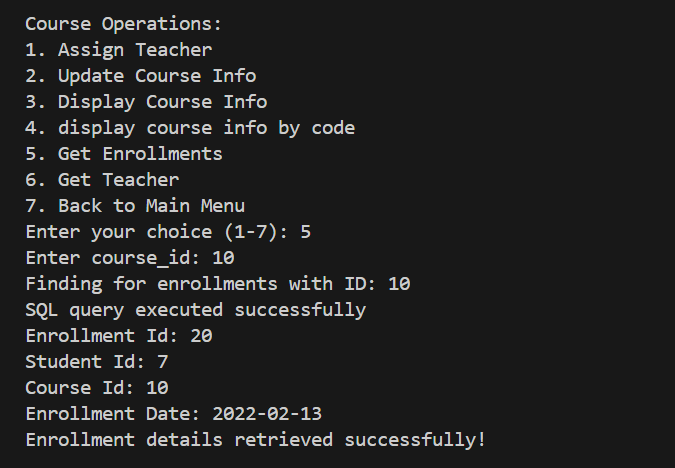 Course Operations:
1. Assign Teacher
2. Update Course Info
3. Display Course Info
4. display course info by code
5. Get Enrollments
6. Get Teacher
7. Back to Main Menu
Enter your choice (1-7): 5
Enter course_id: 10
Finding for enrollments with ID: 10
SQL query executed successfully
Enrollment Id: 20
Student Id: 7
Course Id: 10
Enrollment Date: 2022-02-13
Enrollment details retrieved successfully!